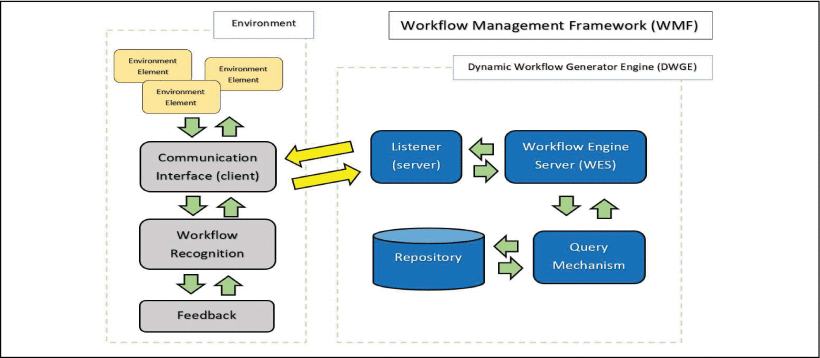 Environment
Workflow Management Framework (WMF)
Dynamic Workflow Generator Engine (DWGE)
Environment
Element
Environment
Element
Environment
Element
Communication
Interface (client)
Listener
(server)
Workflow Engine
Server (WES)
Workflow
Recognition
Repository
Query
Mechanism
Feedback